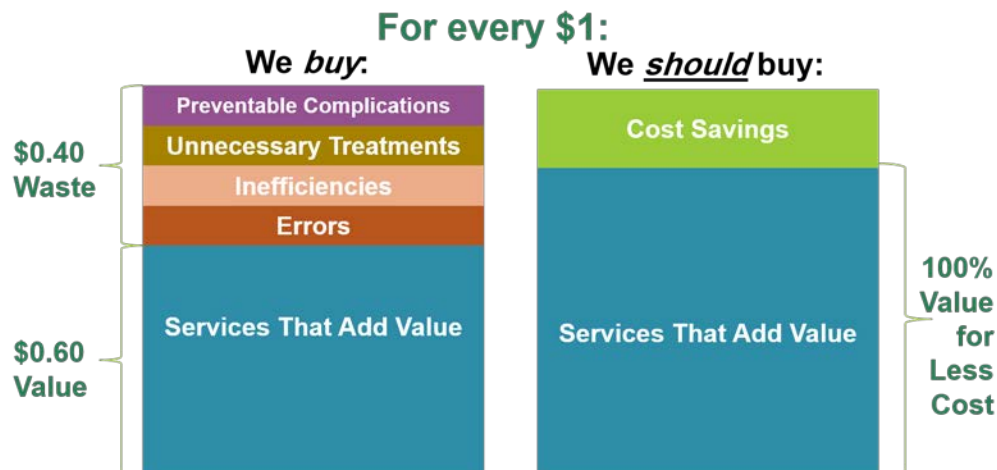 For every $1:
We buy:
Preventable Complications
Unnecessary Treatments
Inefficiencies
Errors
Services That Add Value
$0.40
Waste
$0.60
Value
We should buy:
Cost Savings
Services That Add Value
100%
Value
for
Less
Cost